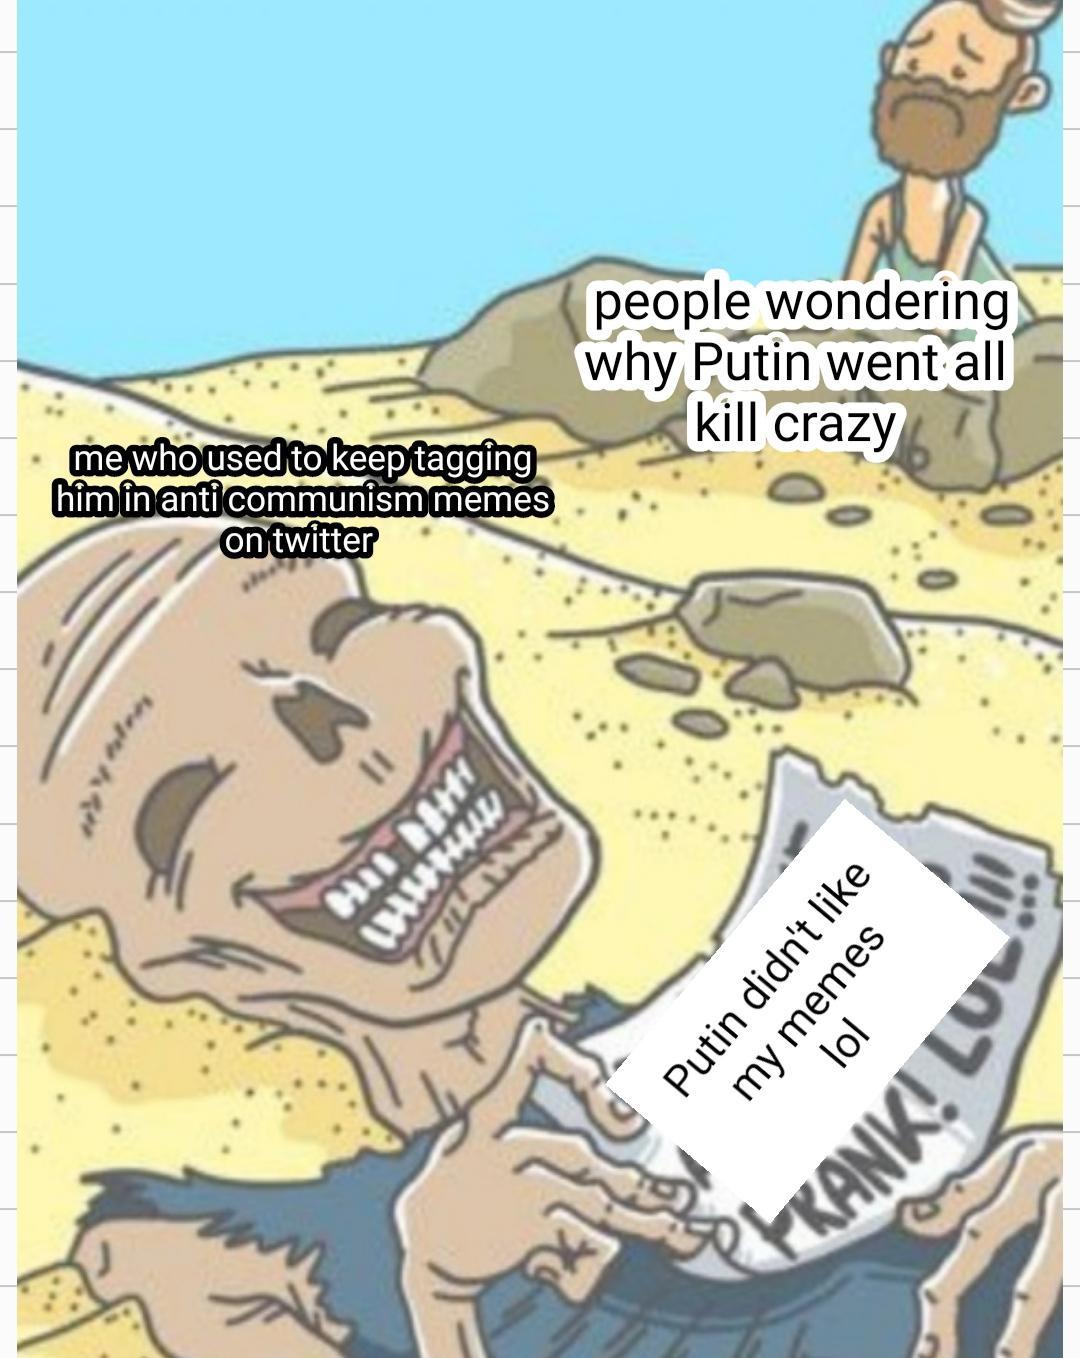 people wondering
why Putin went all
kill crazy
me who used to keep tagging
him in anti communism memes
on twitter
Putin didn't like
my memes
lol
LOL!!!
PRANK!